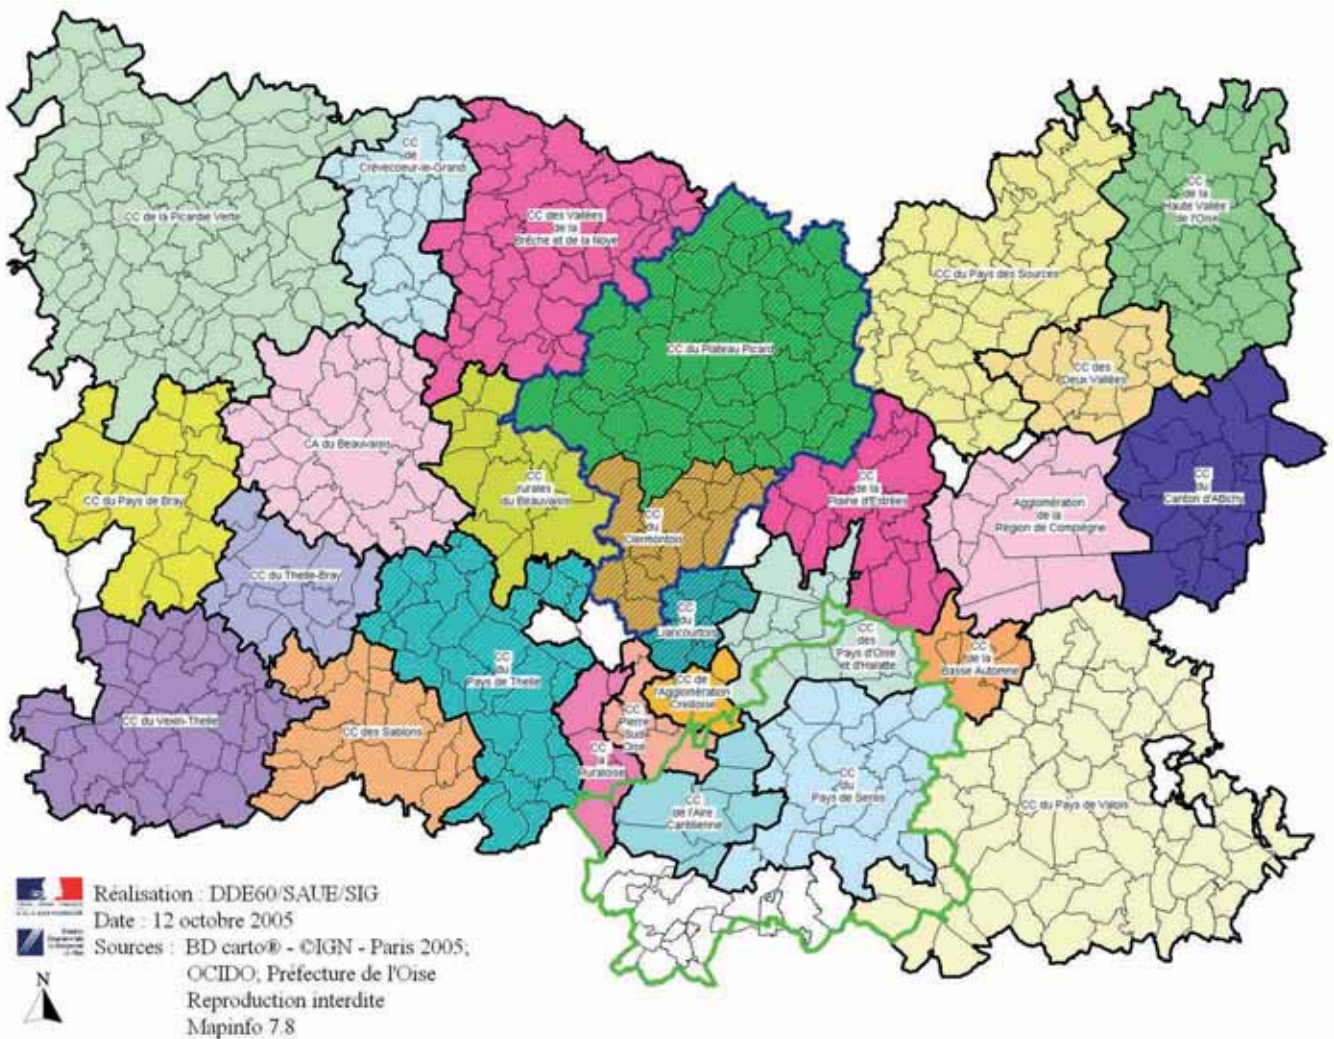 CC
de
Crèvecoeur-le-Grand
CC de la Picardie Verte
CC des Vallées
de la
Brèche et de la Noye
CC
de la
Haute Vallée
de l'Oise
CC du Pays des Sources
CC du Plateau Picard
CC des
Deux Vallées
CA du Beauvaisis
CC du Pays de Bray
CC
rurales
du Beauvaisis
CC
de la
Plaine d'Estrées
CC
du
Canton d'Attichy
Agglomération
de la
Région de Compiègne
CC
du
Clermontois
CC du Thelle-Bray
CC
du
Liancourtois
CC
des
Pays d'Oise
et d'Halatte
CC
de la
Basse Automne
CC
du
Pays de Thelle
CC de
l'Agglomération
Creilloise
CC du Vexin-Thelle
CC des Sablons
CC
Pierre
Sud
Oise
CC
la
Ruraloise
CC
du
Pays de Senlis
CC
de l'Aire
Cantilienne
CC du Pays de Valois
Réalisation : DDE60/SAUE/SIG
Date : 12 octobre 2005
Sources : BD carto® - ©IGN - Paris 2005;
OCIDO; Préfecture de l'Oise
Reproduction interdite
Mapinfo 7.8
N